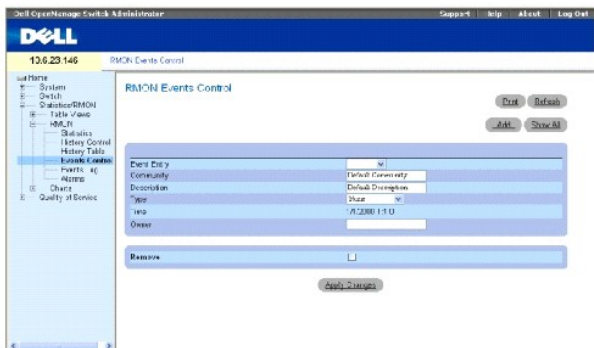 Dell OpenManage Switch Administrator
Support Help About Log Out
DELL
10.6.23.146
RMON Events Control
Home
System
Switch
Statistics/RMON
Table Views
RMON
Statistics
History Control
History Table
Events Control
Events Log
Alarms
Charts
Quality of Service
RMON Events Control
Print Refresh
Add Show All
Event Entry
Community Default Community
Description Default Description
Type None
Time
Owner
Remove
Apply Changes